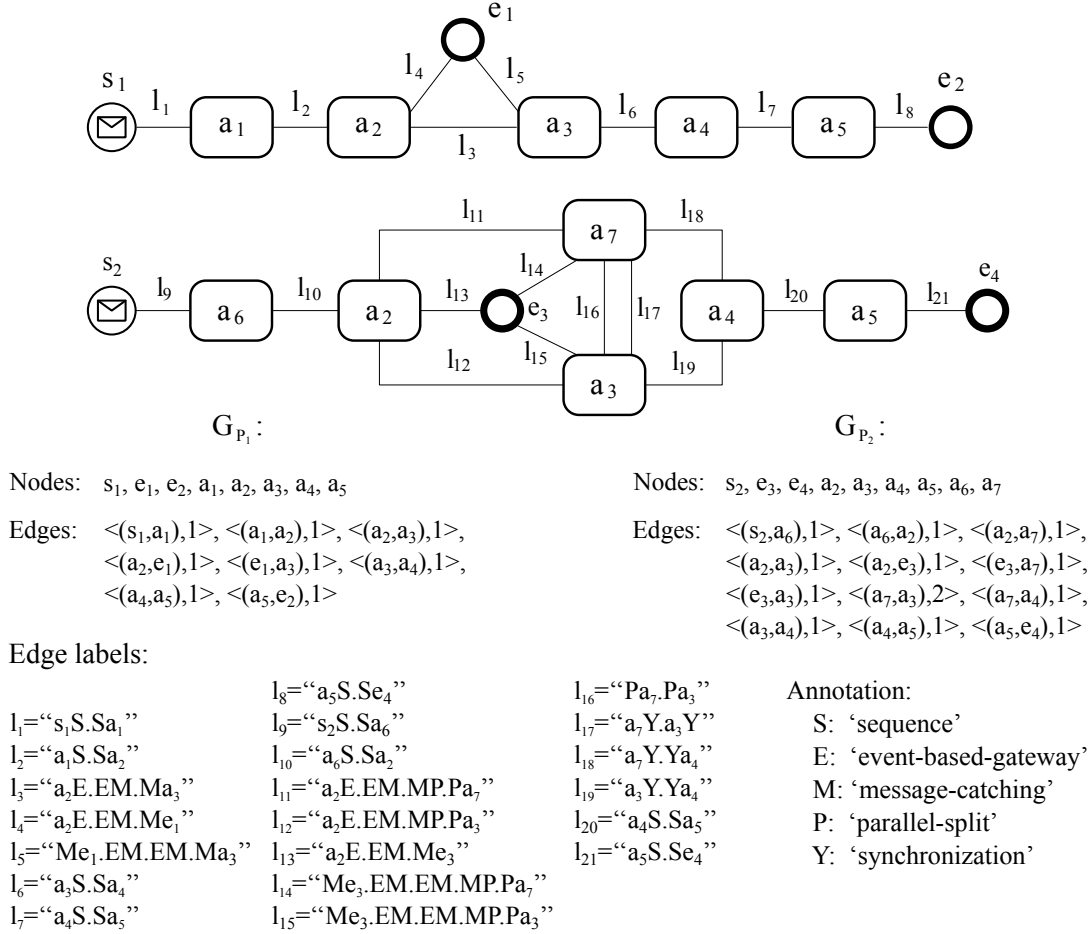 e₁
s₁ l₁ l₂ l₄ l₅ l₆ l₇ l₈ e₂
a₁ a₂ a₃ a₄ a₅
l₃
l₁₁ a₇ l₁₈
s₂ l₉ l₁₀ l₁₃ l₁₄ l₂₀ l₂₁ e₄
a₆ a₂ e₃ l₁₆ l₁₇ a₄ a₅
l₁₂ l₁₅ a₃ l₁₉
G_P₁: G_P₂:
Nodes: s₁, e₁, e₂, a₁, a₂, a₃, a₄, a₅
Edges: <(s₁,a₁),1>, <(a₁,a₂),1>, <(a₂,a₃),1>,
<(a₂,e₁),1>, <(e₁,a₃),1>, <(a₃,a₄),1>,
<(a₄,a₅),1>, <(a₅,e₂),1>
Nodes: s₂, e₃, e₄, a₂, a₃, a₄, a₅, a₆, a₇
Edges: <(s₂,a₆),1>, <(a₆,a₂),1>, <(a₂,a₇),1>,
<(a₂,a₃),1>, <(a₂,e₃),1>, <(e₃,a₇),1>,
<(e₃,a₃),1>, <(a₇,a₃),2>, <(a₇,a₄),1>,
<(a₃,a₄),1>, <(a₄,a₅),1>, <(a₅,e₄),1>
Edge labels:
l₁=“s₁S.Sa₁”
l₂=“a₁S.Sa₂”
l₃=“a₂E.EM.Ma₃”
l₄=“a₂E.EM.Me₁”
l₅=“Me₁.EM.EM.Ma₃”
l₆=“a₃S.Sa₄”
l₇=“a₄S.Sa₅”
l₈=“a₅S.Se₄”
l₉=“s₂S.Sa₆”
l₁₀=“a₆S.Sa₂”
l₁₁=“a₂E.EM.MP.Pa₇”
l₁₂=“a₂E.EM.MP.Pa₃”
l₁₃=“a₂E.EM.Me₃”
l₁₄=“Me₃.EM.EM.MP.Pa₇”
l₁₅=“Me₃.EM.EM.MP.Pa₃”
l₁₆=“Pa₇.Pa₃”
l₁₇=“a₇Y.a₃Y”
l₁₈=“a₇Y.Ya₄”
l₁₉=“a₃Y.Ya₄”
l₂₀=“a₄S.Sa₅”
l₂₁=“a₅S.Se₄”
Annotation:
S: ‘sequence’
E: ‘event-based-gateway’
M: ‘message-catching’
P: ‘parallel-split’
Y: ‘synchronization’